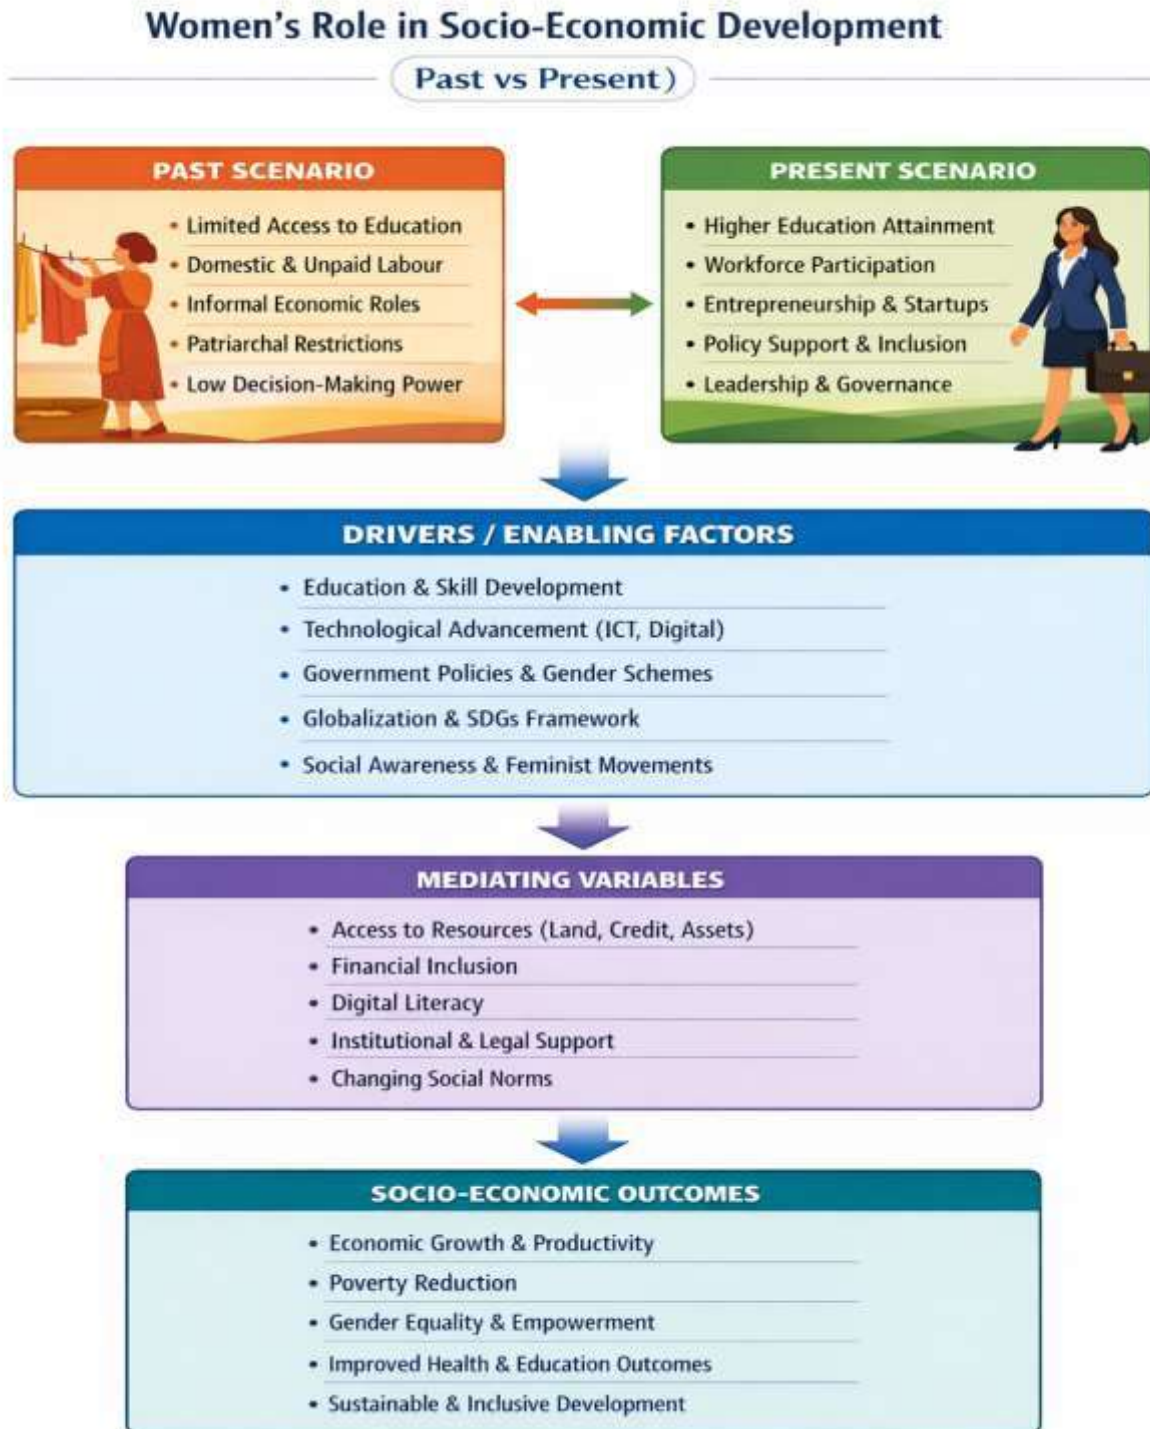 Women's Role in Socio-Economic Development
Past vs Present)
PAST SCENARIO
• Limited Access to Education
• Domestic & Unpaid Labour
• Informal Economic Roles
• Patriarchal Restrictions
• Low Decision-Making Power
PRESENT SCENARIO
• Higher Education Attainment
• Workforce Participation
• Entrepreneurship & Startups
• Policy Support & Inclusion
• Leadership & Governance
DRIVERS / ENABLING FACTORS
• Education & Skill Development
• Technological Advancement (ICT, Digital)
• Government Policies & Gender Schemes
• Globalization & SDGs Framework
• Social Awareness & Feminist Movements
MEDIATING VARIABLES
• Access to Resources (Land, Credit, Assets)
• Financial Inclusion
• Digital Literacy
• Institutional & Legal Support
• Changing Social Norms
SOCIO-ECONOMIC OUTCOMES
• Economic Growth & Productivity
• Poverty Reduction
• Gender Equality & Empowerment
• Improved Health & Education Outcomes
• Sustainable & Inclusive Development